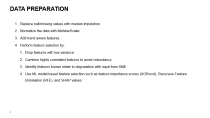 DATA PREPARATION
1. Replace null/missing values with median imputation
2. Normalize the data with MinMaxScaler
3. Add trend aware features
4. Perform feature selection by:
1. Drop features with low variance
2. Combine highly correlated features to avoid redundancy
3. Identify features known relate to degradation with input from SME
4. Use ML model-based feature selection such as feature importance scores (XGBoost), Recursive Feature
Elimination (RFE), and SHAP values